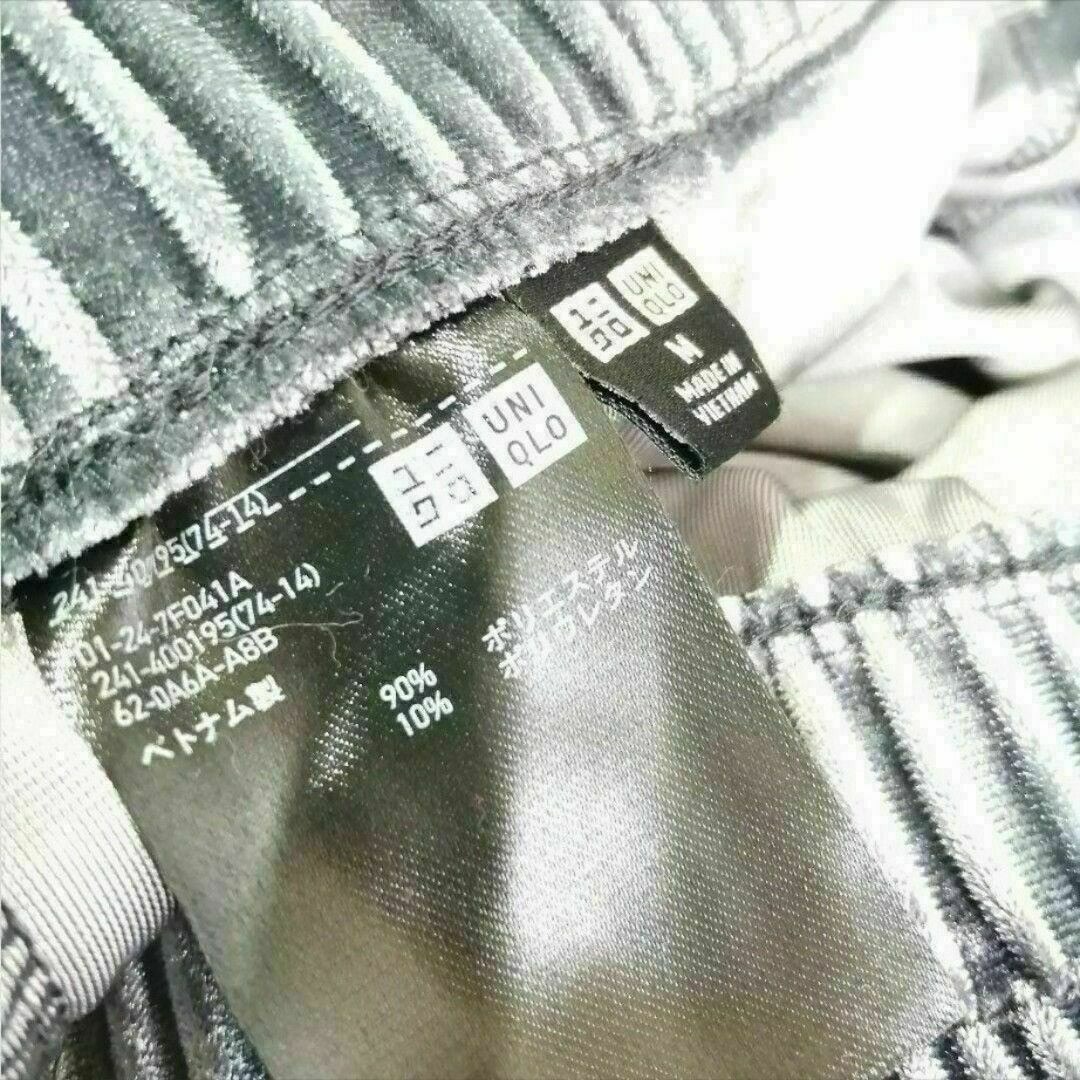 ユニ
クロ
UNI
QLO
M
MADE IN
VIETNAM
ユニ
クロ
UNI
QLO
241-40 95(74-14)
01-24-7F041A
241-400195(74-14)
62-0A6A-A8B
ベトナム製
90%
10%
ポリエステル
ポリウレタン